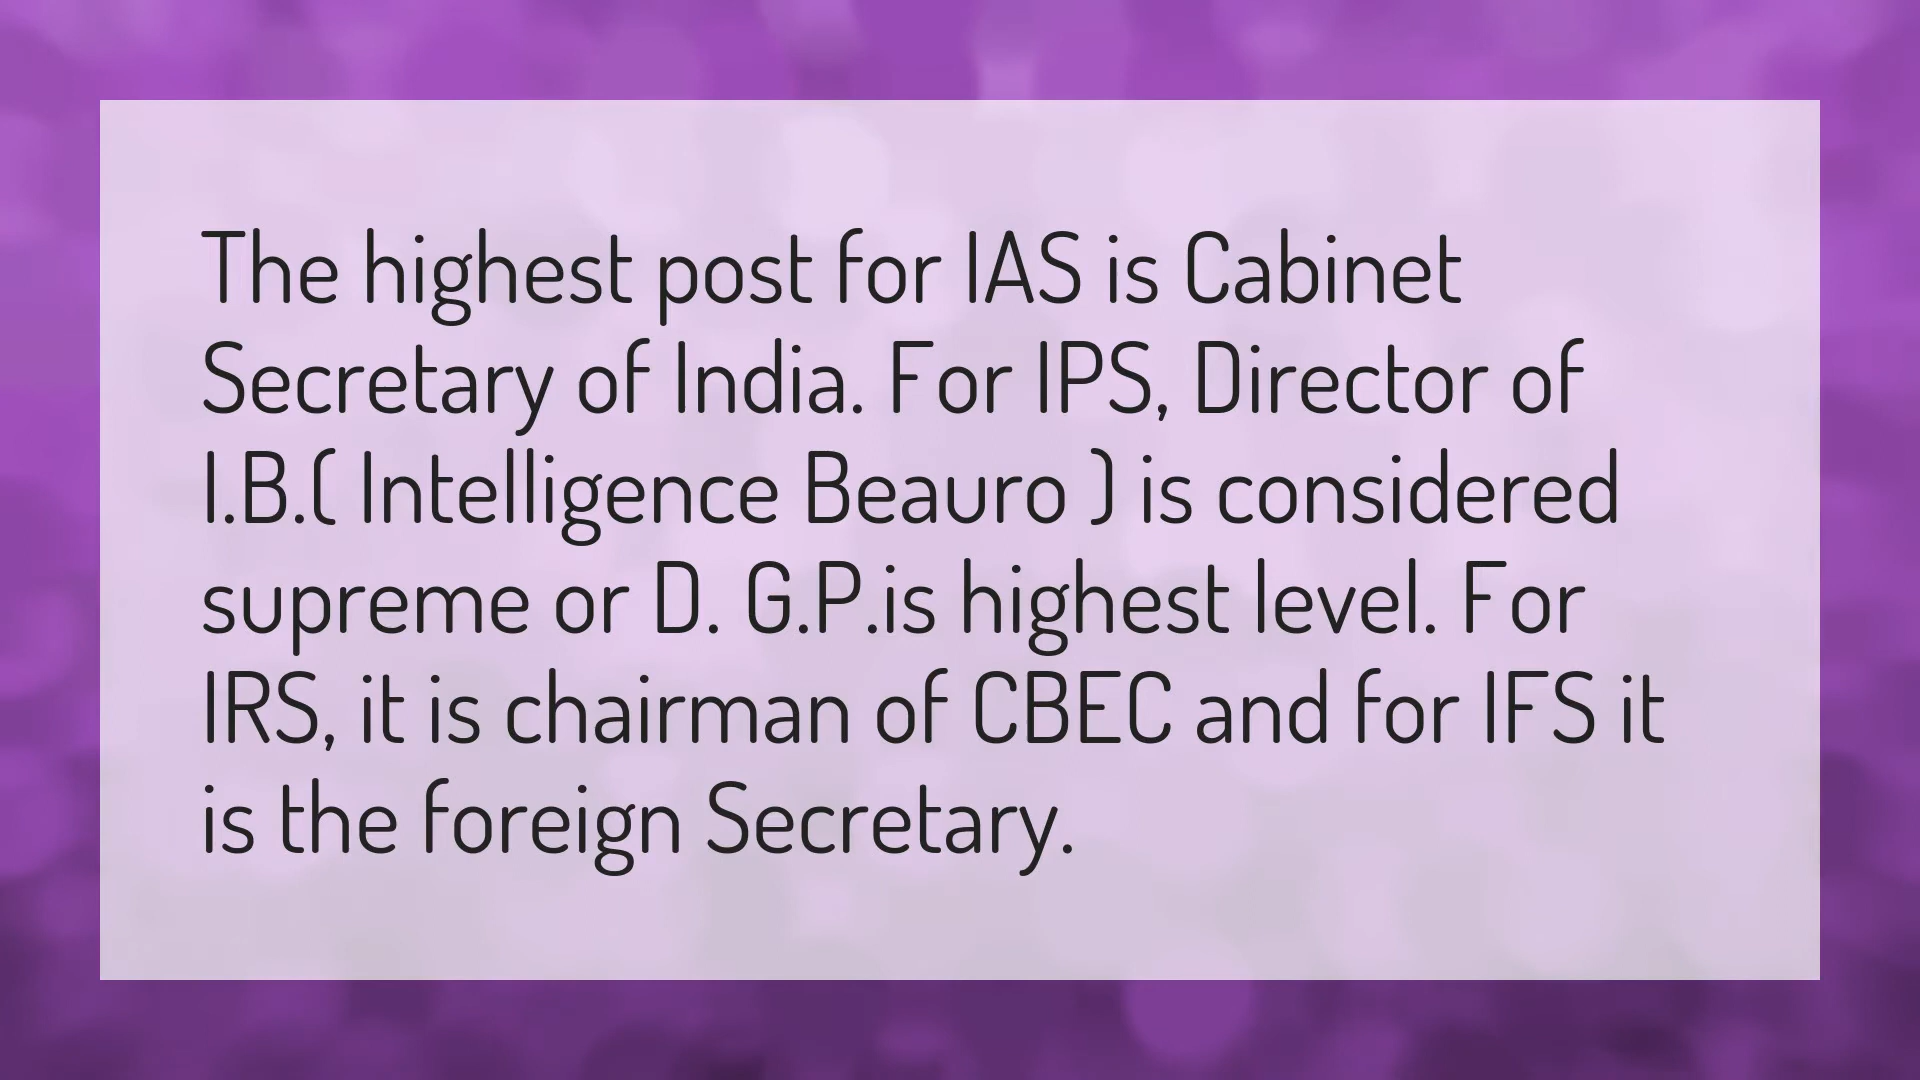 The highest post for IAS is Cabinet
Secretary of India. For IPS, Director of
I.B.( Intelligence Beauro ) is considered
supreme or D. G.P.is highest level. For
IRS, it is chairman of CBEC and for IFS it
is the foreign Secretary.